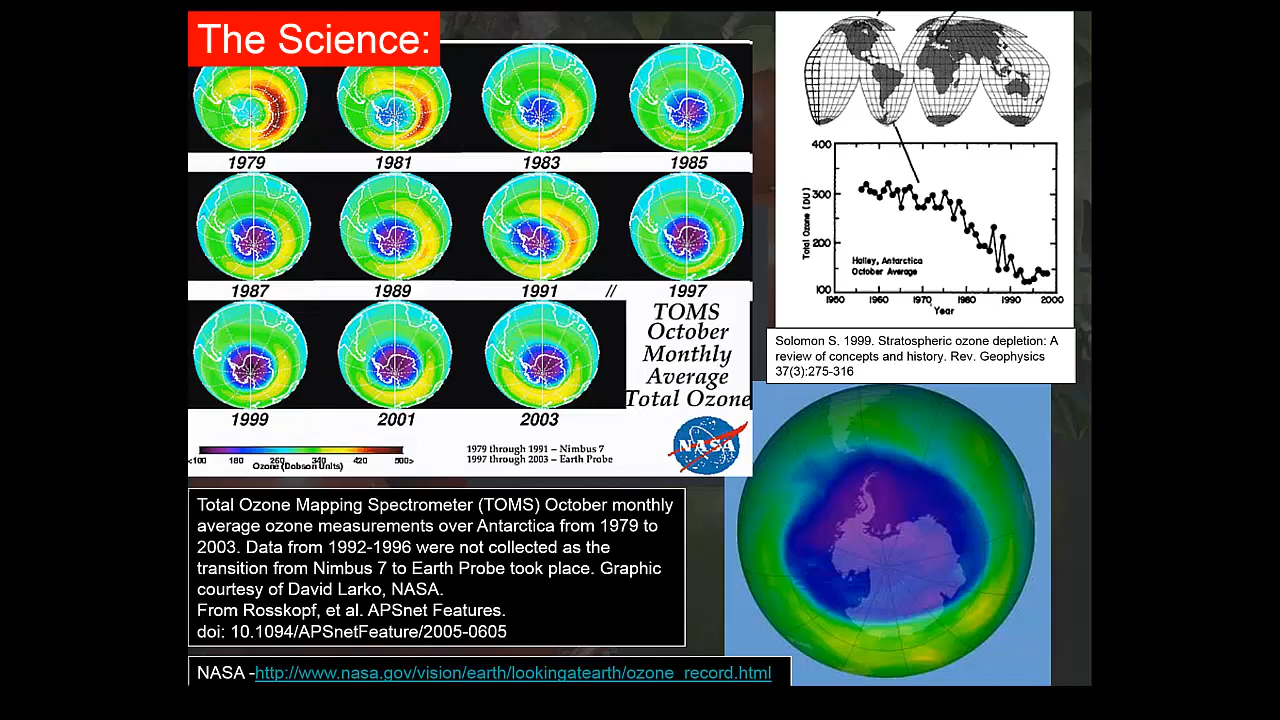 The Science:
1979 1981 1983 1985
1987 1989 1991 // 1997
TOMS
October
Monthly
Average
Total Ozone
1999 2001 2003
NASA
<100 180 260 340 420 500>
Ozone (Dobson Units)
1979 through 1991 – Nimbus 7
1997 through 2003 – Earth Probe
400
300
200
100
Total Ozone (DU)
Halley, Antarctica
October Average
1950 1960 1970 1980 1990 2000
Year
Solomon S. 1999. Stratospheric ozone depletion: A
review of concepts and history. Rev. Geophysics
37(3):275-316
Total Ozone Mapping Spectrometer (TOMS) October monthly
average ozone measurements over Antarctica from 1979 to
2003. Data from 1992-1996 were not collected as the
transition from Nimbus 7 to Earth Probe took place. Graphic
courtesy of David Larko, NASA.
From Rosskopf, et al. APSnet Features.
doi: 10.1094/APSnetFeature/2005-0605
NASA -http://www.nasa.gov/vision/earth/lookingatearth/ozone_record.html